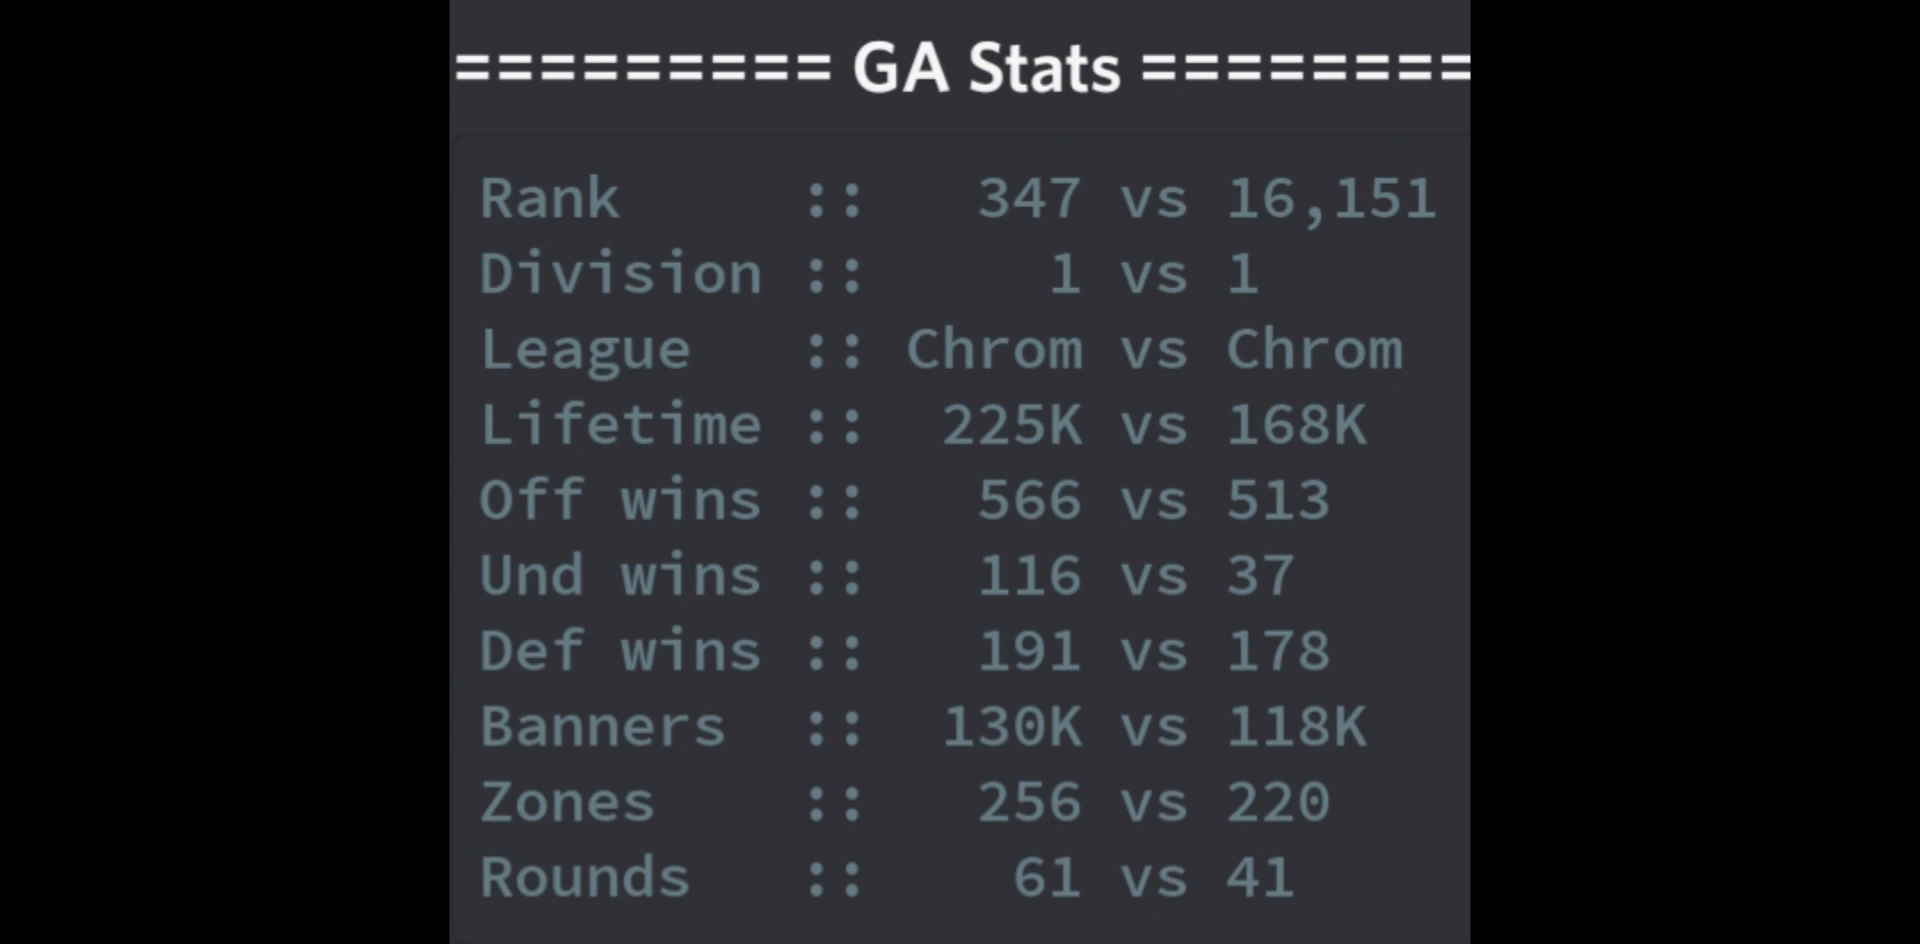 ========= GA Stats ========
Rank :: 347 vs 16,151
Division :: 1 vs 1
League :: Chrom vs Chrom
Lifetime :: 225K vs 168K
Off wins :: 566 vs 513
Und wins :: 116 vs 37
Def wins :: 191 vs 178
Banners :: 130K vs 118K
Zones :: 256 vs 220
Rounds :: 61 vs 41